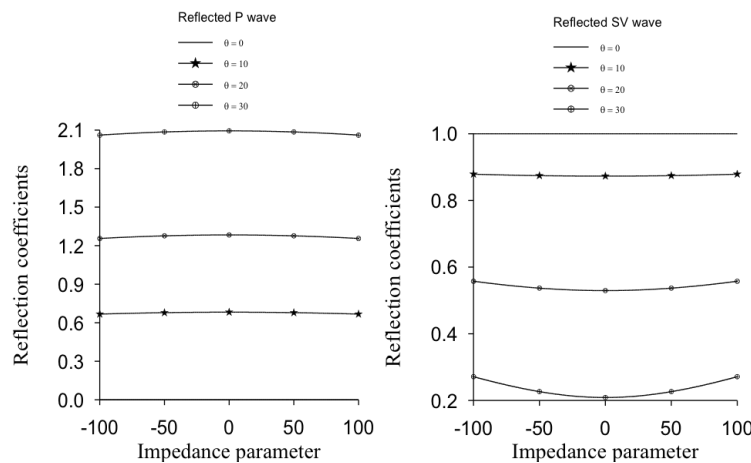 Reflected P wave
θ = 0
θ = 10
θ = 20
θ = 30
2.1
1.8
1.5
1.2
0.9
0.6
0.3
0.0
Reflection coefficients
-100 -50 0 50 100
Impedance parameter
Reflected SV wave
θ = 0
θ = 10
θ = 20
θ = 30
1.0
0.8
0.6
0.4
0.2
Reflection coefficients
-100 -50 0 50 100
Impedance parameter